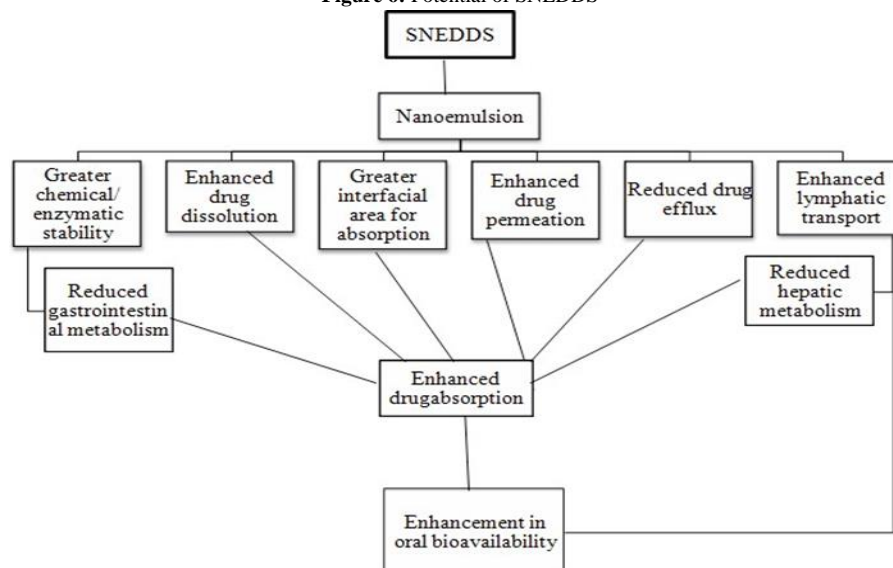 Figure 6. Potential of SNEDDS
SNEDDS
Nanoemulsion
Greater
chemical/
enzymatic
stability
Enhanced
drug
dissolution
Greater
interfacial
area for
absorption
Enhanced
drug
permeation
Reduced drug
efflux
Enhanced
lymphatic
transport
Reduced
gastrointestin
al metabolism
Reduced
hepatic
metabolism
Enhanced
drugabsorption
Enhancement in
oral bioavailability